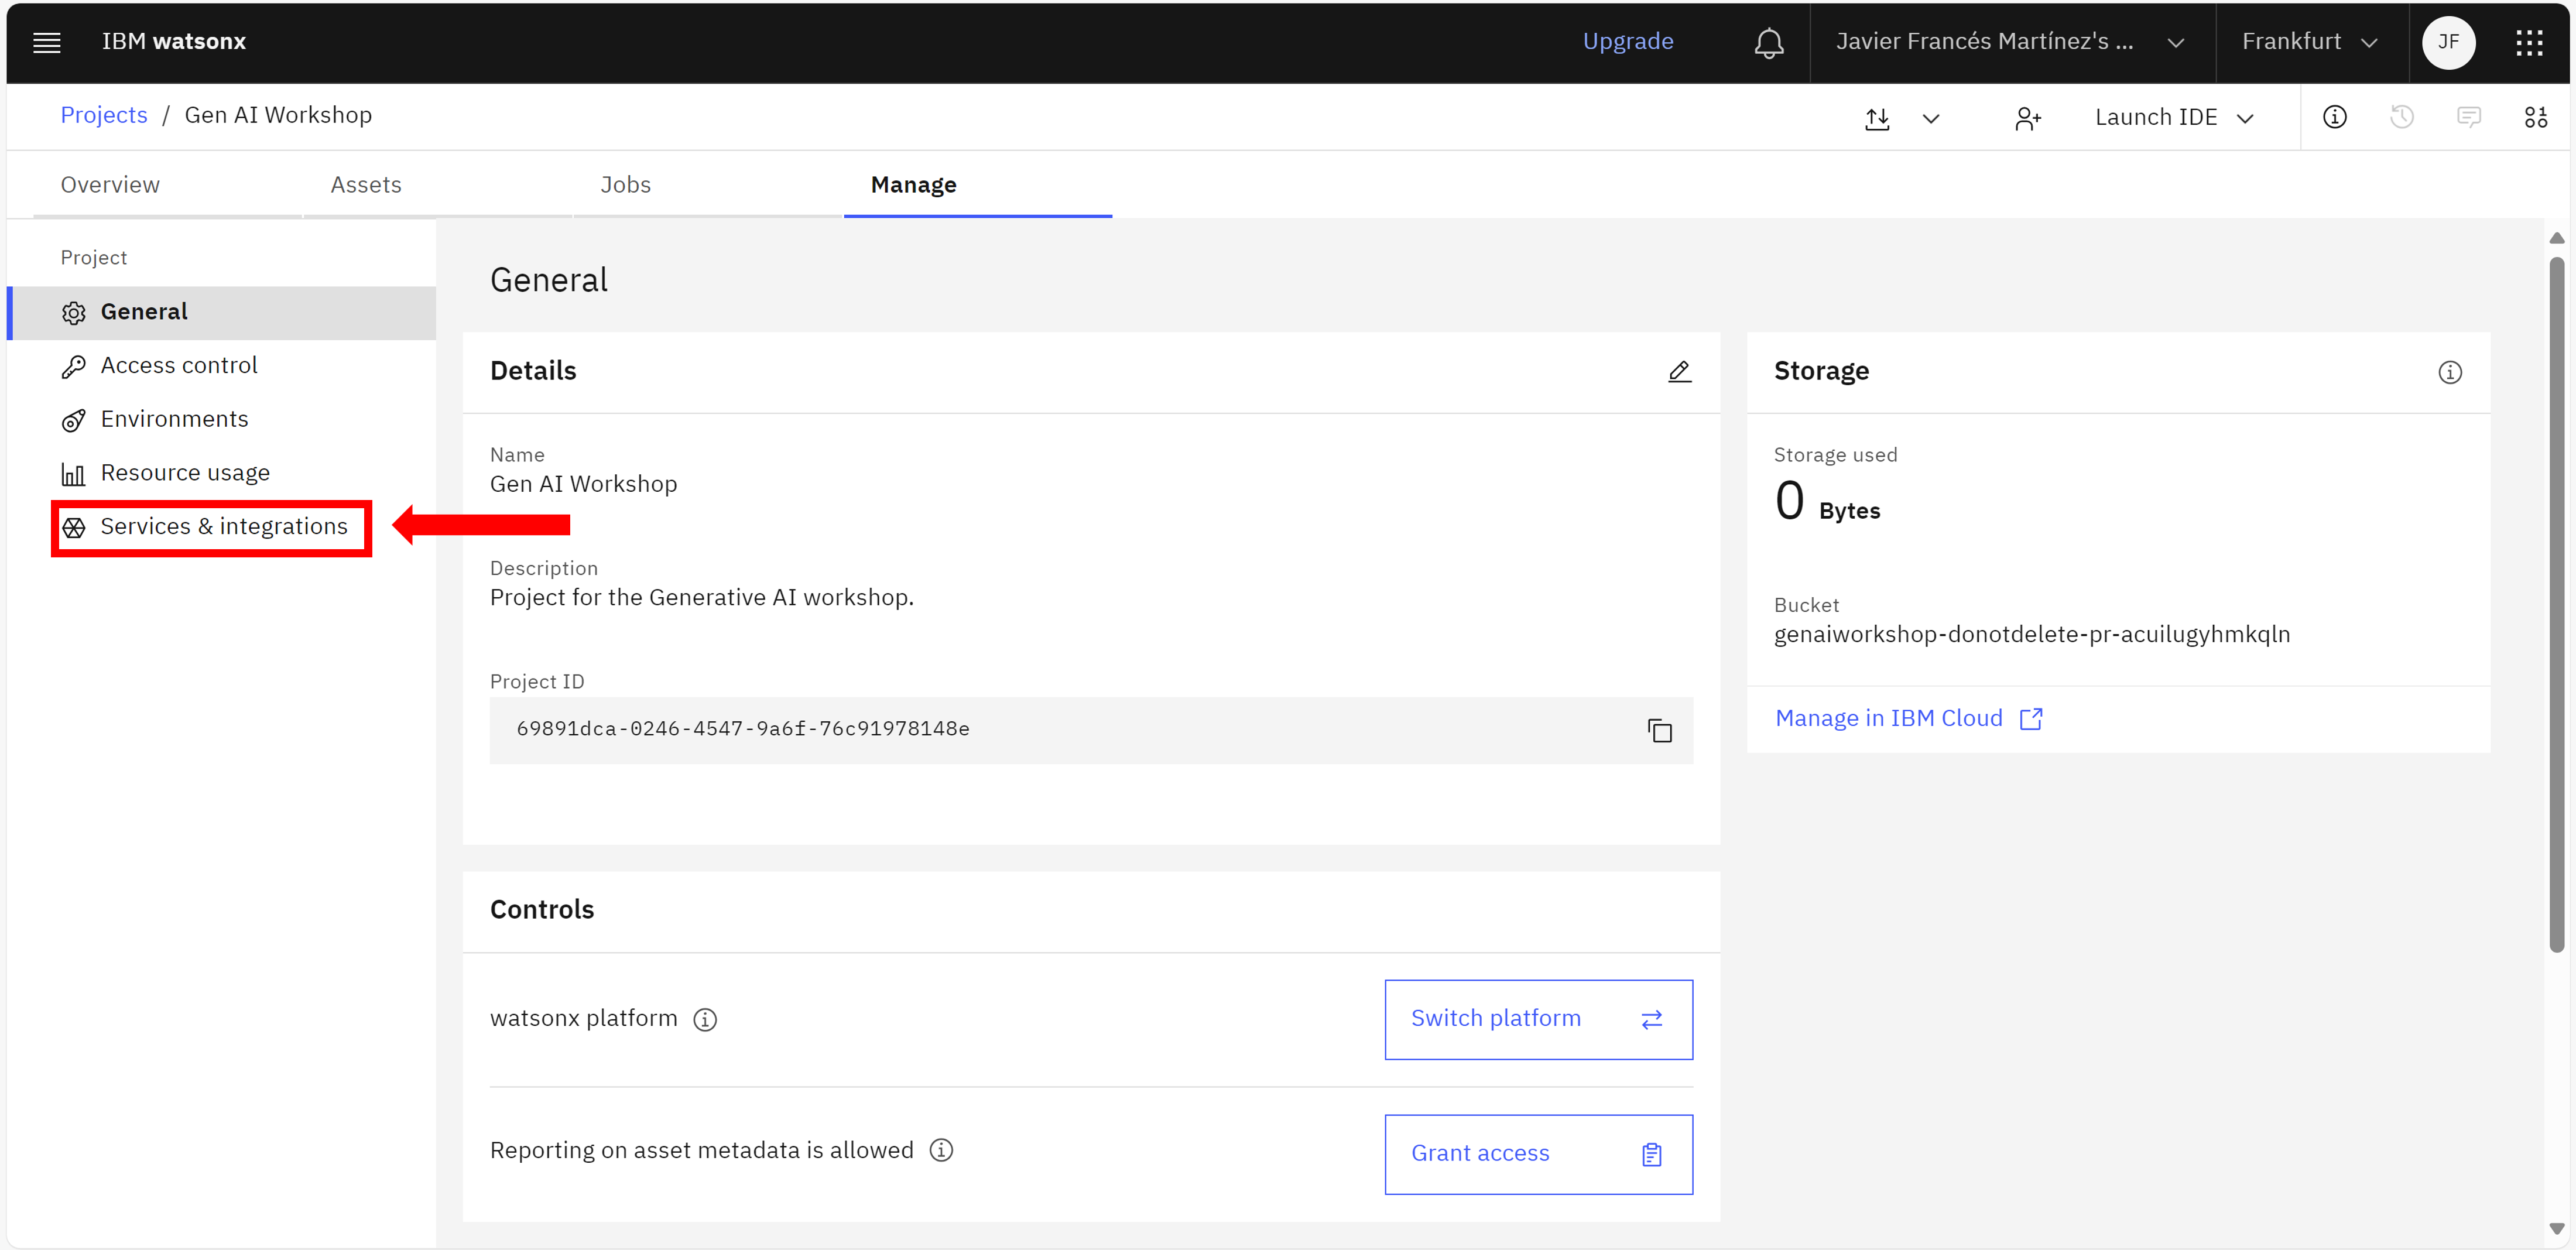 IBM watsonx
Upgrade
Javier Francés Martínez's ...
Frankfurt
JF
Projects / Gen AI Workshop
Launch IDE
Overview
Assets
Jobs
Manage
Project
General
Access control
Environments
Resource usage
Services & integrations
General
Details
Name
Gen AI Workshop
Description
Project for the Generative AI workshop.
Project ID
69891dca-0246-4547-9a6f-76c91978148e
Storage
Storage used
0 Bytes
Bucket
genaiworkshop-donotdelete-pr-acuilugyhmkqln
Manage in IBM Cloud
Controls
watsonx platform
Switch platform
Reporting on asset metadata is allowed
Grant access